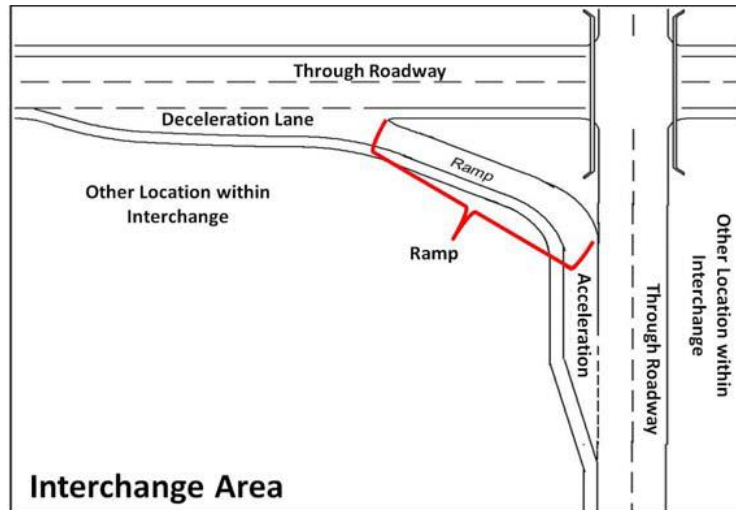 Through Roadway
Deceleration Lane
Ramp
Other Location within
Interchange
Ramp
Acceleration
Through Roadway
Other Location within
Interchange
Interchange Area